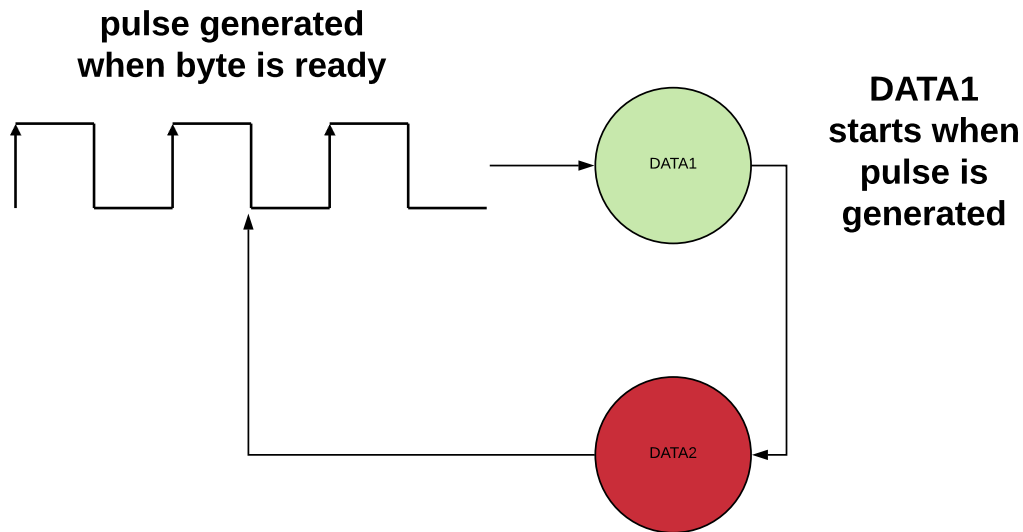 pulse generated
when byte is ready
DATA1
DATA1
starts when
pulse is
generated
DATA2